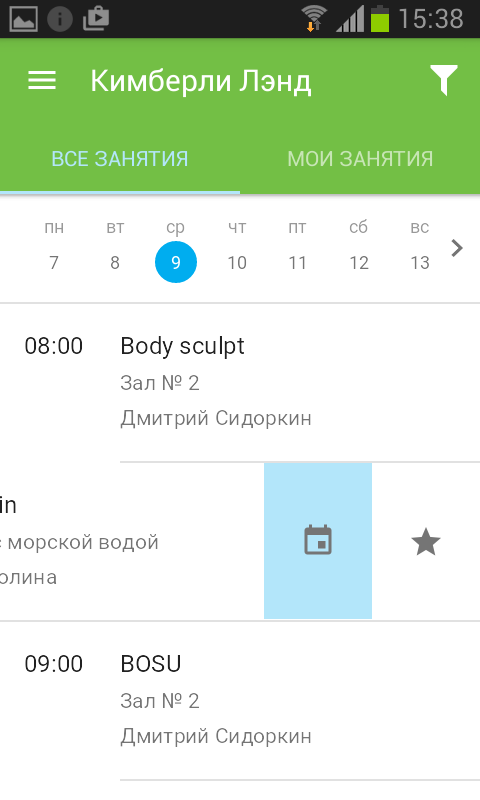 15:38
Кимберли Лэнд
ВСЕ ЗАНЯТИЯ МОИ ЗАНЯТИЯ
пн вт ср чт пт сб вс
7 8 9 10 11 12 13
08:00 Body sculpt
Зал № 2
Дмитрий Сидоркин
in
с морской водой
олина
09:00 BOSU
Зал № 2
Дмитрий Сидоркин